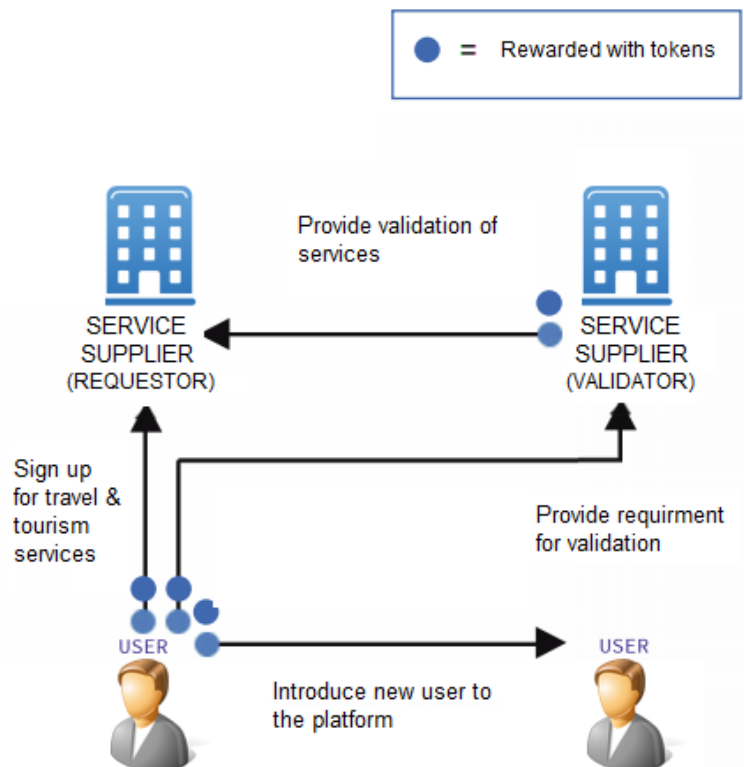 = Rewarded with tokens
Provide validation of
services
SERVICE
SUPPLIER
(REQUESTOR)
SERVICE
SUPPLIER
(VALIDATOR)
Sign up
for travel &
tourism
services
Provide requirment
for validation
USER
USER
Introduce new user to
the platform